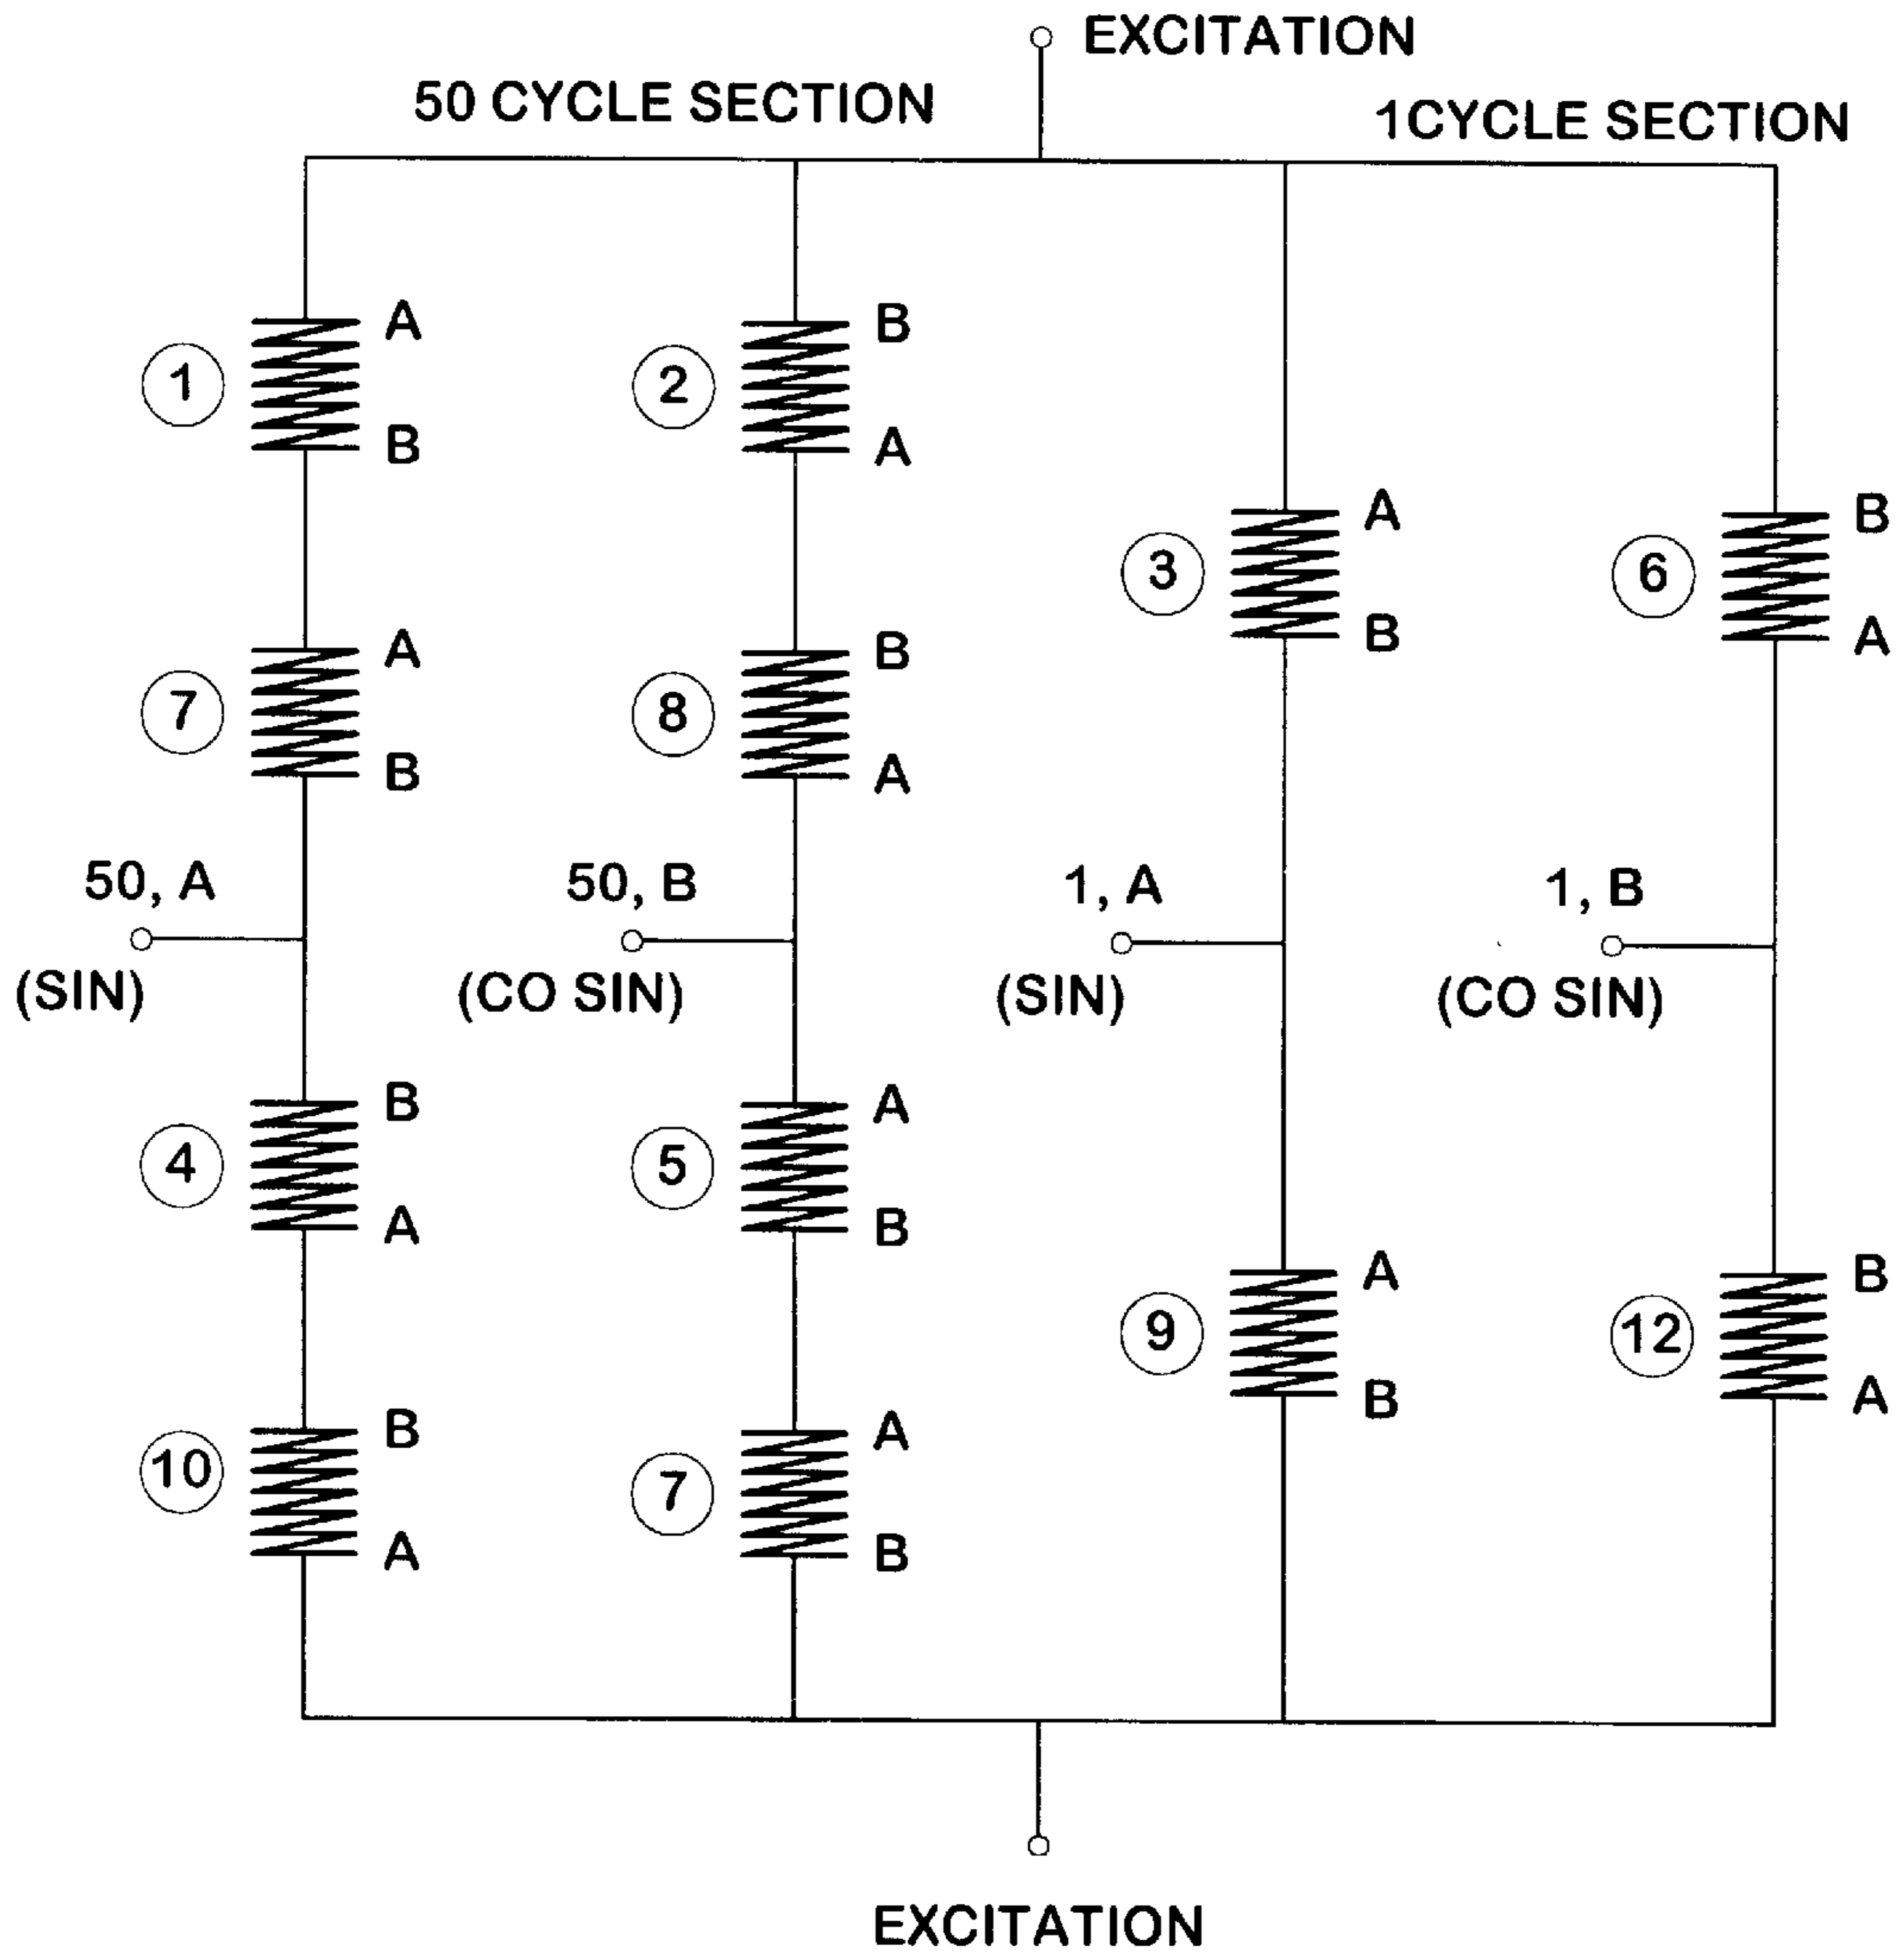 EXCITATION
50 CYCLE SECTION
1CYCLE SECTION
A
B
1
2
B
A
A
B
3
6
B
A
A
B
7
8
B
A
50, A
50, B
1, A
1, B
(SIN)
(CO SIN)
(SIN)
(CO SIN)
B
A
4
5
A
B
A
B
9
12
B
A
B
A
10
7
A
B
EXCITATION